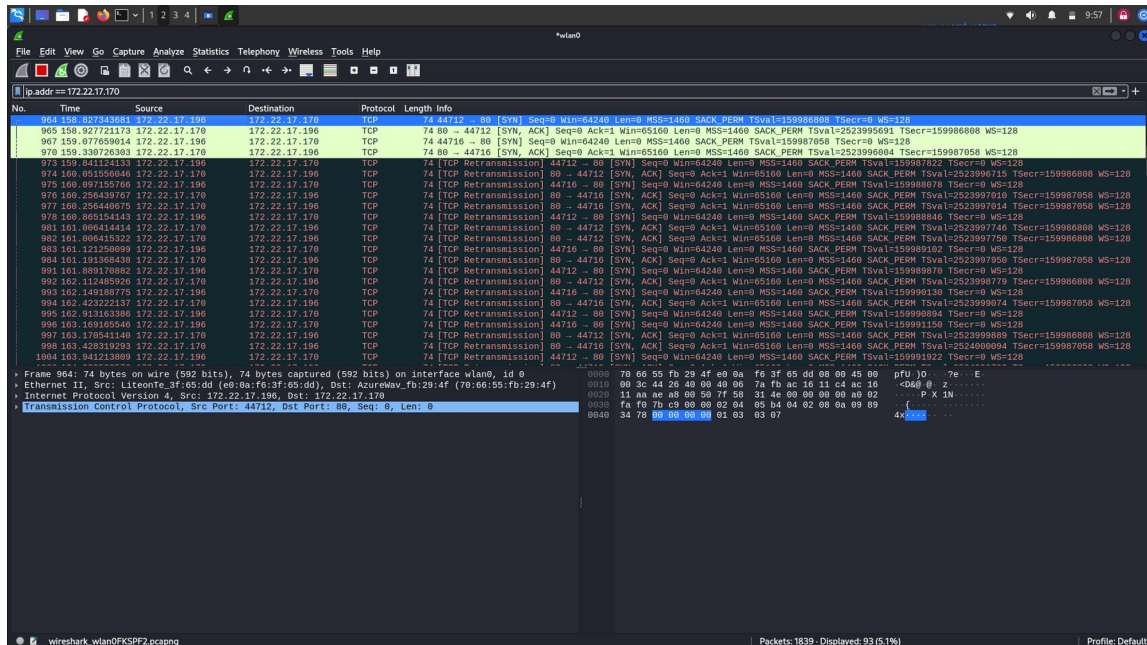 1 2 3 4
9:57
*wlan0
File Edit View Go Capture Analyze Statistics Telephony Wireless Tools Help
ip.addr == 172.22.17.170
No. Time Source Destination Protocol Length Info
964 158.827343681 172.22.17.196 172.22.17.170 TCP 74 44712 → 80 [SYN] Seq=0 Win=64240 Len=0 MSS=1460 SACK_PERM TSval=159986808 TSecr=0 WS=128
965 158.927721173 172.22.17.170 172.22.17.196 TCP 74 80 → 44712 [SYN, ACK] Seq=0 Ack=1 Win=65160 Len=0 MSS=1460 SACK_PERM TSval=2523995691 TSecr=159986808 WS=128
967 159.077659014 172.22.17.196 172.22.17.170 TCP 74 44716 → 80 [SYN] Seq=0 Win=64240 Len=0 MSS=1460 SACK_PERM TSval=159987058 TSecr=0 WS=128
970 159.330726303 172.22.17.170 172.22.17.196 TCP 74 80 → 44716 [SYN, ACK] Seq=0 Ack=1 Win=65160 Len=0 MSS=1460 SACK_PERM TSval=2523996004 TSecr=159987058 WS=128
973 159.841124133 172.22.17.196 172.22.17.170 TCP 74 [TCP Retransmission] 44712 → 80 [SYN] Seq=0 Win=64240 Len=0 MSS=1460 SACK_PERM TSval=159987822 TSecr=0 WS=128
974 160.051556046 172.22.17.170 172.22.17.196 TCP 74 [TCP Retransmission] 80 → 44712 [SYN, ACK] Seq=0 Ack=1 Win=65160 Len=0 MSS=1460 SACK_PERM TSval=2523996715 TSecr=159986808 WS=128
975 160.097155766 172.22.17.196 172.22.17.170 TCP 74 [TCP Retransmission] 44716 → 80 [SYN] Seq=0 Win=64240 Len=0 MSS=1460 SACK_PERM TSval=159988078 TSecr=0 WS=128
976 160.256439767 172.22.17.170 172.22.17.196 TCP 74 [TCP Retransmission] 80 → 44716 [SYN, ACK] Seq=0 Ack=1 Win=65160 Len=0 MSS=1460 SACK_PERM TSval=2523997010 TSecr=159987058 WS=128
977 160.256440675 172.22.17.170 172.22.17.196 TCP 74 [TCP Retransmission] 80 → 44716 [SYN, ACK] Seq=0 Ack=1 Win=65160 Len=0 MSS=1460 SACK_PERM TSval=2523997014 TSecr=159987058 WS=128
978 160.865154143 172.22.17.196 172.22.17.170 TCP 74 [TCP Retransmission] 44712 → 80 [SYN] Seq=0 Win=64240 Len=0 MSS=1460 SACK_PERM TSval=159988846 TSecr=0 WS=128
981 161.006414414 172.22.17.170 172.22.17.196 TCP 74 [TCP Retransmission] 80 → 44712 [SYN, ACK] Seq=0 Ack=1 Win=65160 Len=0 MSS=1460 SACK_PERM TSval=2523997746 TSecr=159986808 WS=128
982 161.006415322 172.22.17.170 172.22.17.196 TCP 74 [TCP Retransmission] 80 → 44712 [SYN, ACK] Seq=0 Ack=1 Win=65160 Len=0 MSS=1460 SACK_PERM TSval=2523997750 TSecr=159986808 WS=128
983 161.121250099 172.22.17.196 172.22.17.170 TCP 74 [TCP Retransmission] 44716 → 80 [SYN] Seq=0 Win=64240 Len=0 MSS=1460 SACK_PERM TSval=159989102 TSecr=0 WS=128
984 161.191368438 172.22.17.170 172.22.17.196 TCP 74 [TCP Retransmission] 80 → 44716 [SYN, ACK] Seq=0 Ack=1 Win=65160 Len=0 MSS=1460 SACK_PERM TSval=2523997950 TSecr=159987058 WS=128
991 161.889170882 172.22.17.196 172.22.17.170 TCP 74 [TCP Retransmission] 44712 → 80 [SYN] Seq=0 Win=64240 Len=0 MSS=1460 SACK_PERM TSval=159989870 TSecr=0 WS=128
992 162.112485926 172.22.17.170 172.22.17.196 TCP 74 [TCP Retransmission] 80 → 44712 [SYN, ACK] Seq=0 Ack=1 Win=65160 Len=0 MSS=1460 SACK_PERM TSval=2523998779 TSecr=159986808 WS=128
993 162.149188775 172.22.17.196 172.22.17.170 TCP 74 [TCP Retransmission] 44716 → 80 [SYN] Seq=0 Win=64240 Len=0 MSS=1460 SACK_PERM TSval=159990130 TSecr=0 WS=128
994 162.423222137 172.22.17.170 172.22.17.196 TCP 74 [TCP Retransmission] 80 → 44716 [SYN, ACK] Seq=0 Ack=1 Win=65160 Len=0 MSS=1460 SACK_PERM TSval=2523999074 TSecr=159987058 WS=128
995 162.913163386 172.22.17.196 172.22.17.170 TCP 74 [TCP Retransmission] 44712 → 80 [SYN] Seq=0 Win=64240 Len=0 MSS=1460 SACK_PERM TSval=159990894 TSecr=0 WS=128
996 163.169165546 172.22.17.196 172.22.17.170 TCP 74 [TCP Retransmission] 44716 → 80 [SYN] Seq=0 Win=64240 Len=0 MSS=1460 SACK_PERM TSval=159991150 TSecr=0 WS=128
997 163.170541140 172.22.17.170 172.22.17.196 TCP 74 [TCP Retransmission] 80 → 44712 [SYN, ACK] Seq=0 Ack=1 Win=65160 Len=0 MSS=1460 SACK_PERM TSval=2523999889 TSecr=159986808 WS=128
998 163.428319293 172.22.17.170 172.22.17.196 TCP 74 [TCP Retransmission] 80 → 44716 [SYN, ACK] Seq=0 Ack=1 Win=65160 Len=0 MSS=1460 SACK_PERM TSval=2524000094 TSecr=159987058 WS=128
1004 163.941213809 172.22.17.196 172.22.17.170 TCP 74 [TCP Retransmission] 44712 → 80 [SYN] Seq=0 Win=64240 Len=0 MSS=1460 SACK_PERM TSval=159991922 TSecr=0 WS=128
Frame 964: 74 bytes on wire (592 bits), 74 bytes captured (592 bits) on interface wlan0, id 0
Ethernet II, Src: LiteonTe_3f:65:dd (e0:0a:f6:3f:65:dd), Dst: AzureWav_fb:29:4f (70:66:55:fb:29:4f)
Internet Protocol Version 4, Src: 172.22.17.196, Dst: 172.22.17.170
Transmission Control Protocol, Src Port: 44712, Dst Port: 80, Seq: 0, Len: 0
0000 70 66 55 fb 29 4f e0 0a f6 3f 65 dd 08 00 45 00 pfU·)O·· ·?e···E·
0010 00 3c 44 26 40 00 40 06 7a fb ac 16 11 c4 ac 16 ·<D&@·@· z·······
0020 11 aa ae a8 00 50 7f 58 31 4e 00 00 00 00 a0 02 ·····P·X 1N······
0030 fa f0 7b c9 00 00 02 04 05 b4 04 02 08 0a 09 89 ··{····· ········
0040 34 78 00 00 00 00 01 03 03 07 4x······ ··
wireshark_wlan0FKSPF2.pcapng
Packets: 1839 · Displayed: 93 (5.1%)
Profile: Default